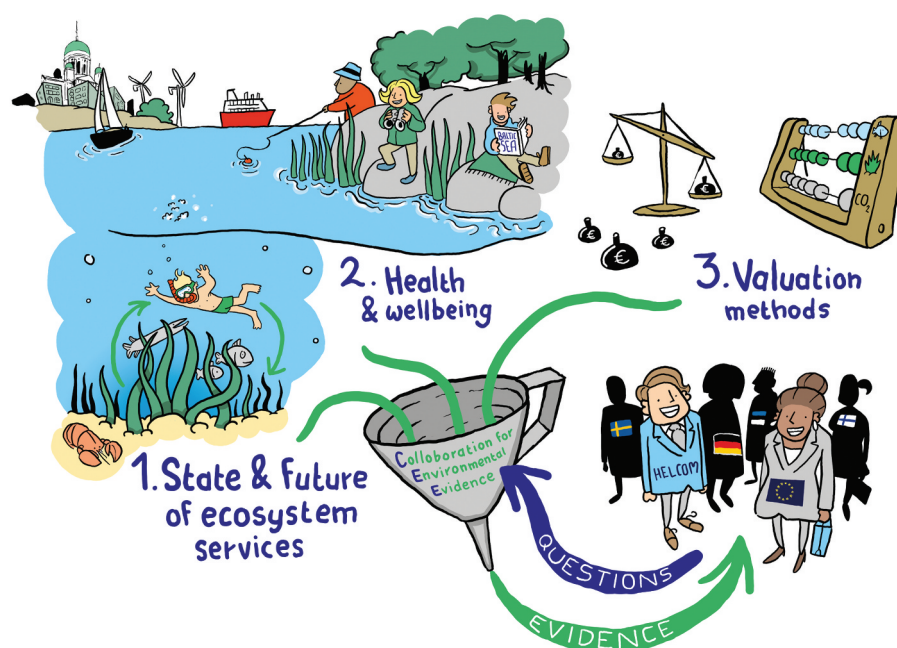 BALTIC
SEA
€
€
€
€
€
CO2
2. Health
& wellbeing
3. Valuation
methods
Colloboration for
Environmental
Evidence
HELCOM
1. State & Future
of ecosystem
services
QUESTIONS
EVIDENCE